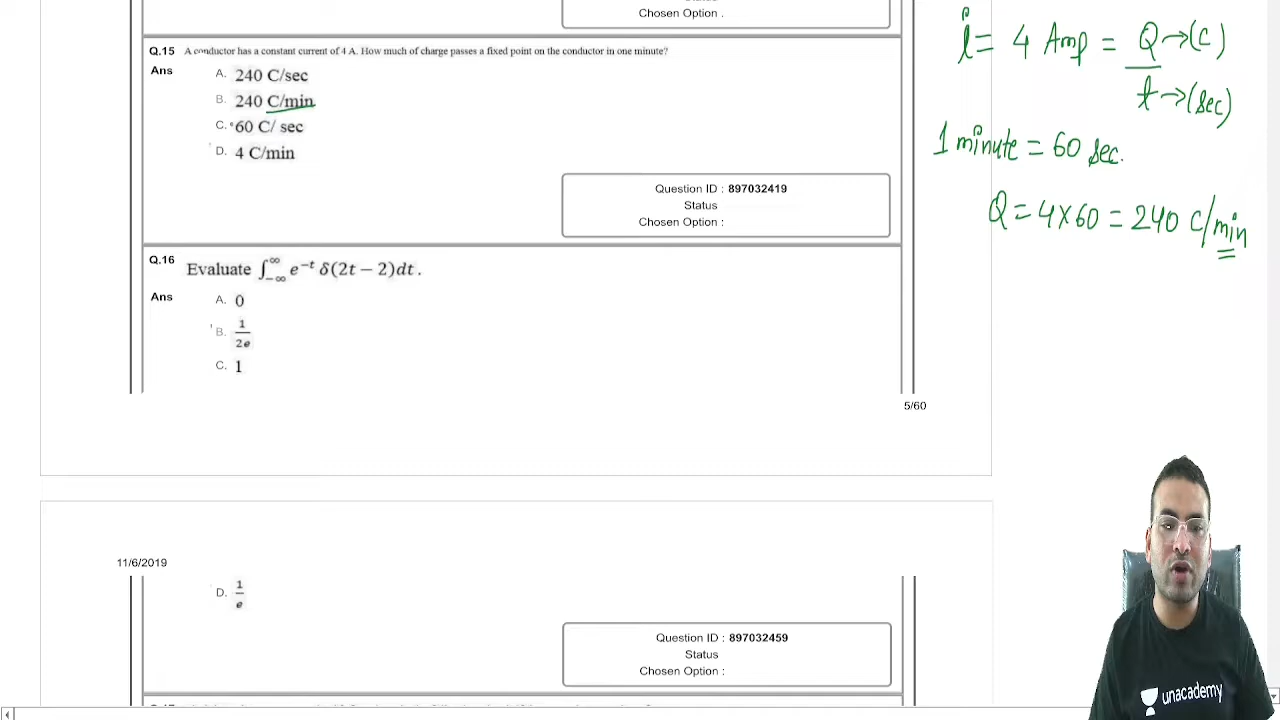 Chosen Option .
Q.15 A conductor has a constant current of 4 A. How much of charge passes a fixed point on the conductor in one minute?
Ans
A. 240 C/sec
B. 240 C/min
C. 60 C/ sec
D. 4 C/min
Question ID : 897032419
Status
Chosen Option :
Q.16 Evaluate ∫_{-∞}^{∞} e^{-t} δ(2t − 2)dt .
Ans
A. 0
B. 1/2e
C. 1
5/60
11/6/2019
D. 1/e
Question ID : 897032459
Status
Chosen Option :
i = 4 Amp = Q→(C)
t→(sec)
1 minute = 60 sec.
Q = 4×60 = 240 C/min
unacademy